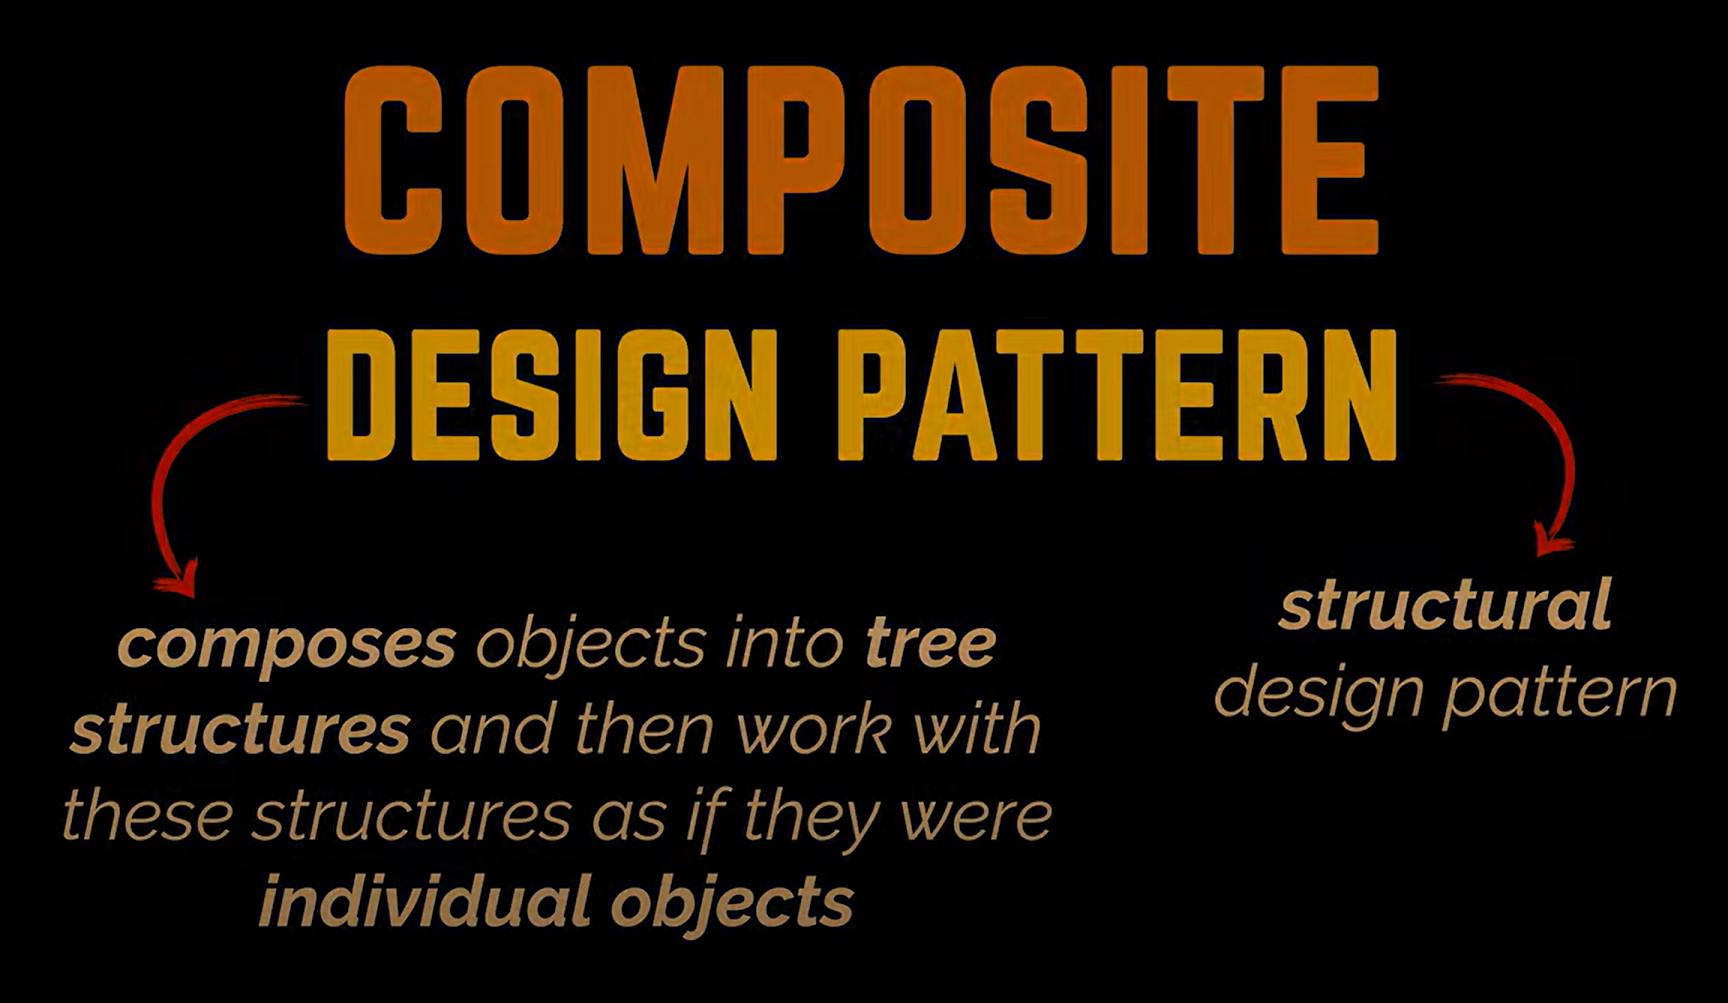 COMPOSITE
DESIGN PATTERN
composes objects into tree
structures and then work with
these structures as if they were
individual objects
structural
design pattern